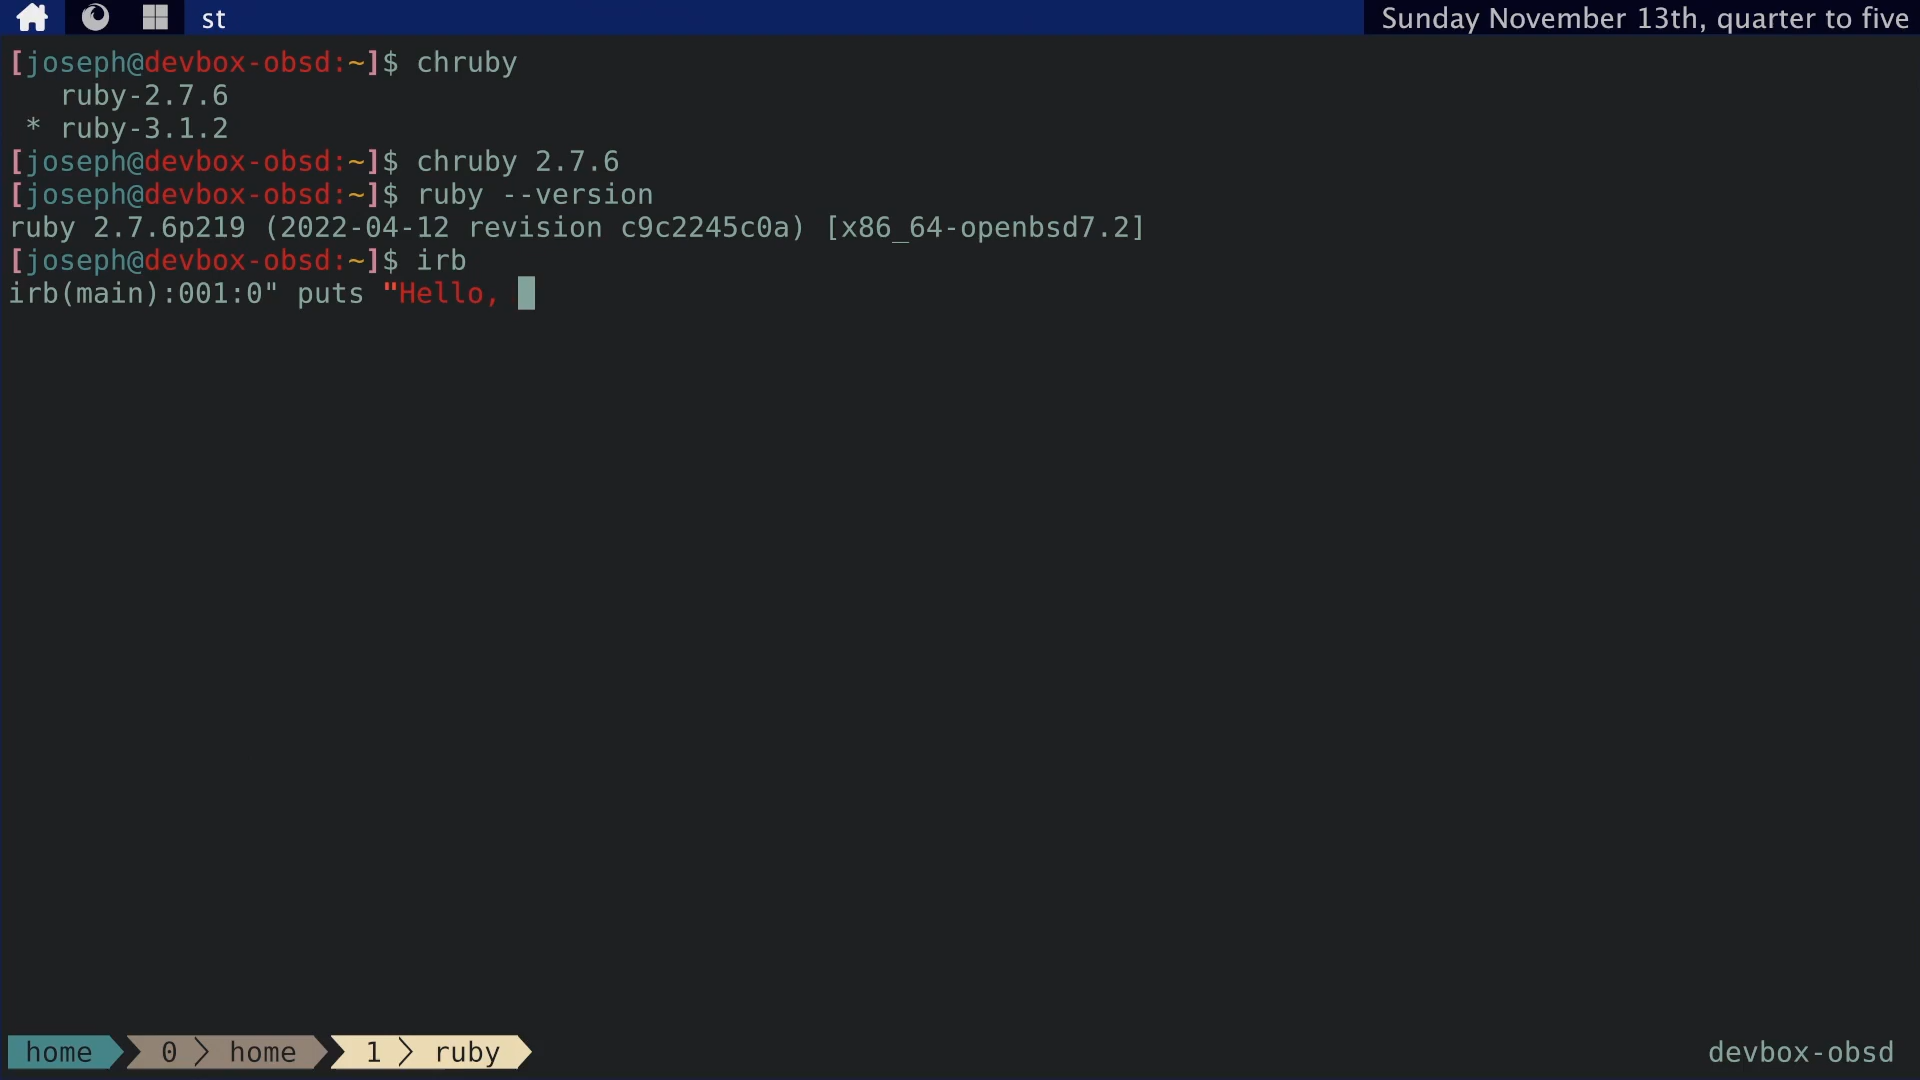 st
Sunday November 13th, quarter to five
[joseph@devbox-obsd:~]$ chruby
   ruby-2.7.6
 * ruby-3.1.2
[joseph@devbox-obsd:~]$ chruby 2.7.6
[joseph@devbox-obsd:~]$ ruby --version
ruby 2.7.6p219 (2022-04-12 revision c9c2245c0a) [x86_64-openbsd7.2]
[joseph@devbox-obsd:~]$ irb
irb(main):001:0" puts "Hello,
home 0 home 1 ruby
devbox-obsd